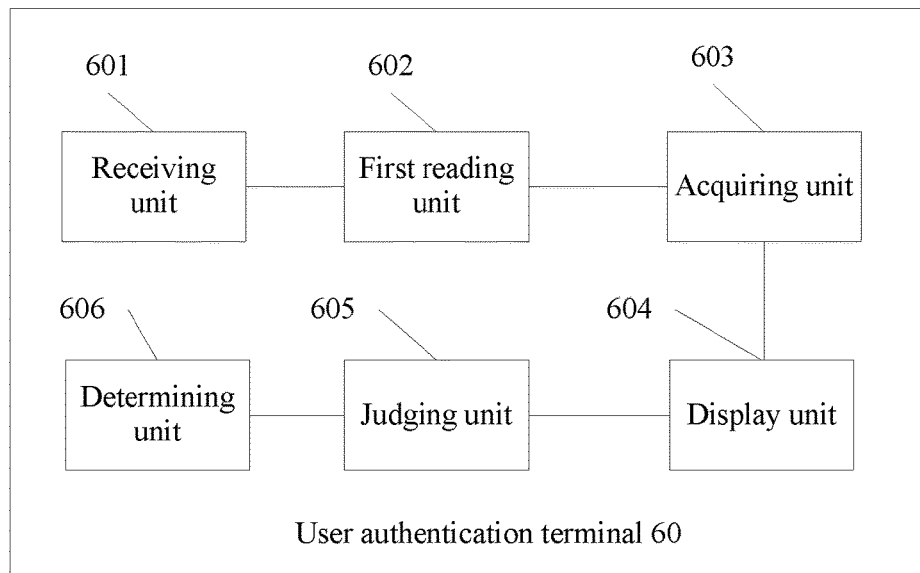 601
602
603
Receiving
unit
First reading
unit
Acquiring unit
606
605
604
Determining
unit
Judging unit
Display unit
User authentication terminal 60